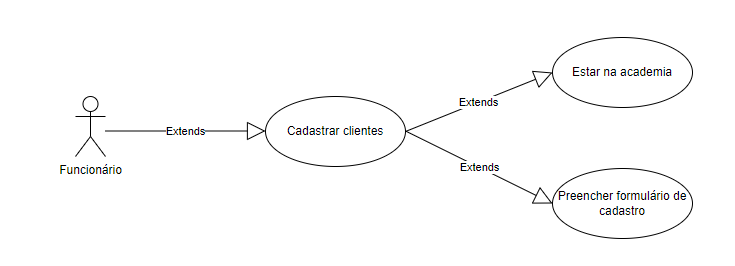 Funcionário
Extends
Cadastrar clientes
Extends
Estar na academia
Extends
Preencher formulário de
cadastro